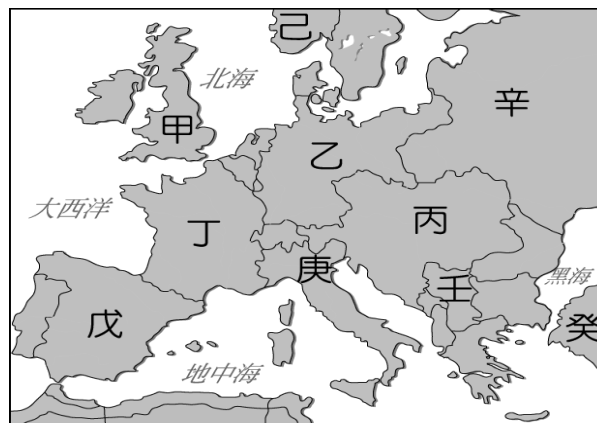 己
北海
辛
甲
乙
大西洋
丁
丙
庚
壬
黑海
戊
癸
地中海